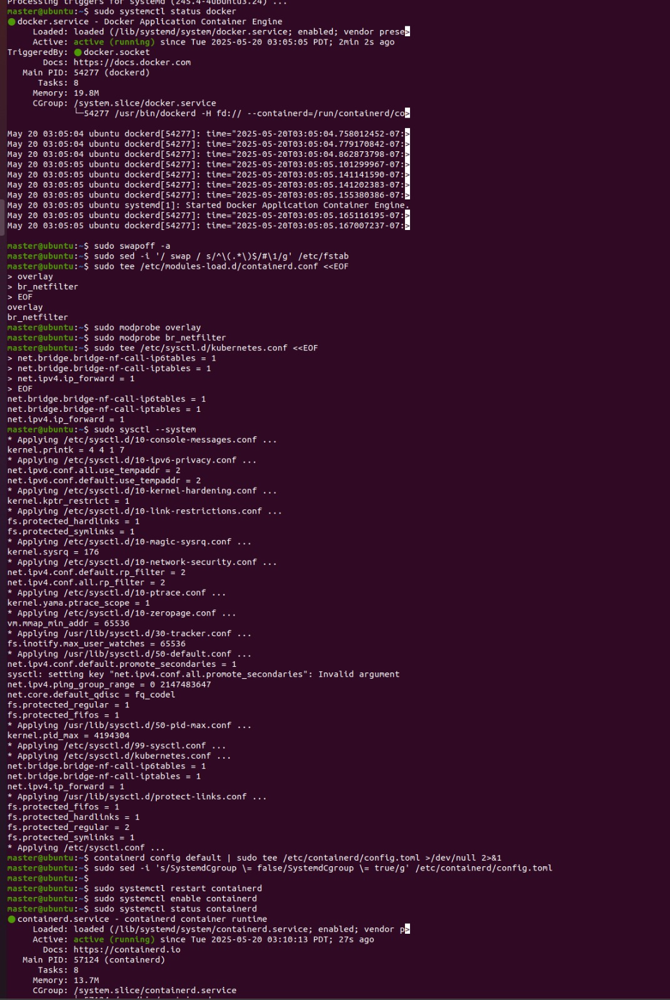 Processing triggers for systemd (245.4-4ubuntu3.24) ...
master@ubuntu:~$ sudo systemctl status docker
● docker.service - Docker Application Container Engine
     Loaded: loaded (/lib/systemd/system/docker.service; enabled; vendor prese>
     Active: active (running) since Tue 2025-05-20 03:05:05 PDT; 2min 2s ago
TriggeredBy: ● docker.socket
       Docs: https://docs.docker.com
   Main PID: 54277 (dockerd)
      Tasks: 8
     Memory: 19.8M
     CGroup: /system.slice/docker.service
             └─54277 /usr/bin/dockerd -H fd:// --containerd=/run/containerd/co>
May 20 03:05:04 ubuntu dockerd[54277]: time="2025-05-20T03:05:04.758012452-07:>
May 20 03:05:04 ubuntu dockerd[54277]: time="2025-05-20T03:05:04.779170842-07:>
May 20 03:05:04 ubuntu dockerd[54277]: time="2025-05-20T03:05:04.862873798-07:>
May 20 03:05:05 ubuntu dockerd[54277]: time="2025-05-20T03:05:05.101299967-07:>
May 20 03:05:05 ubuntu dockerd[54277]: time="2025-05-20T03:05:05.141141590-07:>
May 20 03:05:05 ubuntu dockerd[54277]: time="2025-05-20T03:05:05.141202383-07:>
May 20 03:05:05 ubuntu dockerd[54277]: time="2025-05-20T03:05:05.155380386-07:>
May 20 03:05:05 ubuntu systemd[1]: Started Docker Application Container Engine.
May 20 03:05:05 ubuntu dockerd[54277]: time="2025-05-20T03:05:05.165116195-07:>
May 20 03:05:05 ubuntu dockerd[54277]: time="2025-05-20T03:05:05.167007237-07:>
master@ubuntu:~$ sudo swapoff -a
master@ubuntu:~$ sudo sed -i '/ swap / s/^\(.*\)$/#\1/g' /etc/fstab
master@ubuntu:~$ sudo tee /etc/modules-load.d/containerd.conf <<EOF
> overlay
> br_netfilter
> EOF
overlay
br_netfilter
master@ubuntu:~$ sudo modprobe overlay
master@ubuntu:~$ sudo modprobe br_netfilter
master@ubuntu:~$ sudo tee /etc/sysctl.d/kubernetes.conf <<EOF
> net.bridge.bridge-nf-call-ip6tables = 1
> net.bridge.bridge-nf-call-iptables = 1
> net.ipv4.ip_forward = 1
> EOF
net.bridge.bridge-nf-call-ip6tables = 1
net.bridge.bridge-nf-call-iptables = 1
net.ipv4.ip_forward = 1
master@ubuntu:~$ sudo sysctl --system
* Applying /etc/sysctl.d/10-console-messages.conf ...
kernel.printk = 4 4 1 7
* Applying /etc/sysctl.d/10-ipv6-privacy.conf ...
net.ipv6.conf.all.use_tempaddr = 2
net.ipv6.conf.default.use_tempaddr = 2
* Applying /etc/sysctl.d/10-kernel-hardening.conf ...
kernel.kptr_restrict = 1
* Applying /etc/sysctl.d/10-link-restrictions.conf ...
fs.protected_hardlinks = 1
fs.protected_symlinks = 1
* Applying /etc/sysctl.d/10-magic-sysrq.conf ...
kernel.sysrq = 176
* Applying /etc/sysctl.d/10-network-security.conf ...
net.ipv4.conf.default.rp_filter = 2
net.ipv4.conf.all.rp_filter = 2
* Applying /etc/sysctl.d/10-ptrace.conf ...
kernel.yama.ptrace_scope = 1
* Applying /etc/sysctl.d/10-zeropage.conf ...
vm.mmap_min_addr = 65536
* Applying /usr/lib/sysctl.d/30-tracker.conf ...
fs.inotify.max_user_watches = 65536
* Applying /usr/lib/sysctl.d/50-default.conf ...
net.ipv4.conf.default.promote_secondaries = 1
sysctl: setting key "net.ipv4.conf.all.promote_secondaries": Invalid argument
net.ipv4.ping_group_range = 0 2147483647
net.core.default_qdisc = fq_codel
fs.protected_regular = 1
fs.protected_fifos = 1
* Applying /usr/lib/sysctl.d/50-pid-max.conf ...
kernel.pid_max = 4194304
* Applying /etc/sysctl.d/99-sysctl.conf ...
* Applying /etc/sysctl.d/kubernetes.conf ...
net.bridge.bridge-nf-call-ip6tables = 1
net.bridge.bridge-nf-call-iptables = 1
net.ipv4.ip_forward = 1
* Applying /usr/lib/sysctl.d/protect-links.conf ...
fs.protected_fifos = 1
fs.protected_hardlinks = 1
fs.protected_regular = 2
fs.protected_symlinks = 1
* Applying /etc/sysctl.conf ...
master@ubuntu:~$ containerd config default | sudo tee /etc/containerd/config.toml >/dev/null 2>&1
master@ubuntu:~$ sudo sed -i 's/SystemdCgroup \= false/SystemdCgroup \= true/g' /etc/containerd/config.toml
master@ubuntu:~$
master@ubuntu:~$ sudo systemctl restart containerd
master@ubuntu:~$ sudo systemctl enable containerd
master@ubuntu:~$ sudo systemctl status containerd
● containerd.service - containerd container runtime
     Loaded: loaded (/lib/systemd/system/containerd.service; enabled; vendor p>
     Active: active (running) since Tue 2025-05-20 03:10:13 PDT; 27s ago
       Docs: https://containerd.io
   Main PID: 57124 (containerd)
      Tasks: 8
     Memory: 13.7M
     CGroup: /system.slice/containerd.service